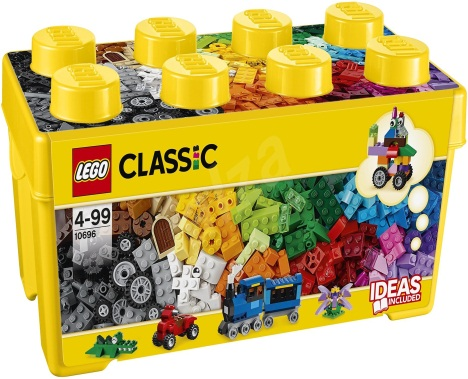 LEGO
CLASSIC
4-99
10696
IDEAS
INCLUDED